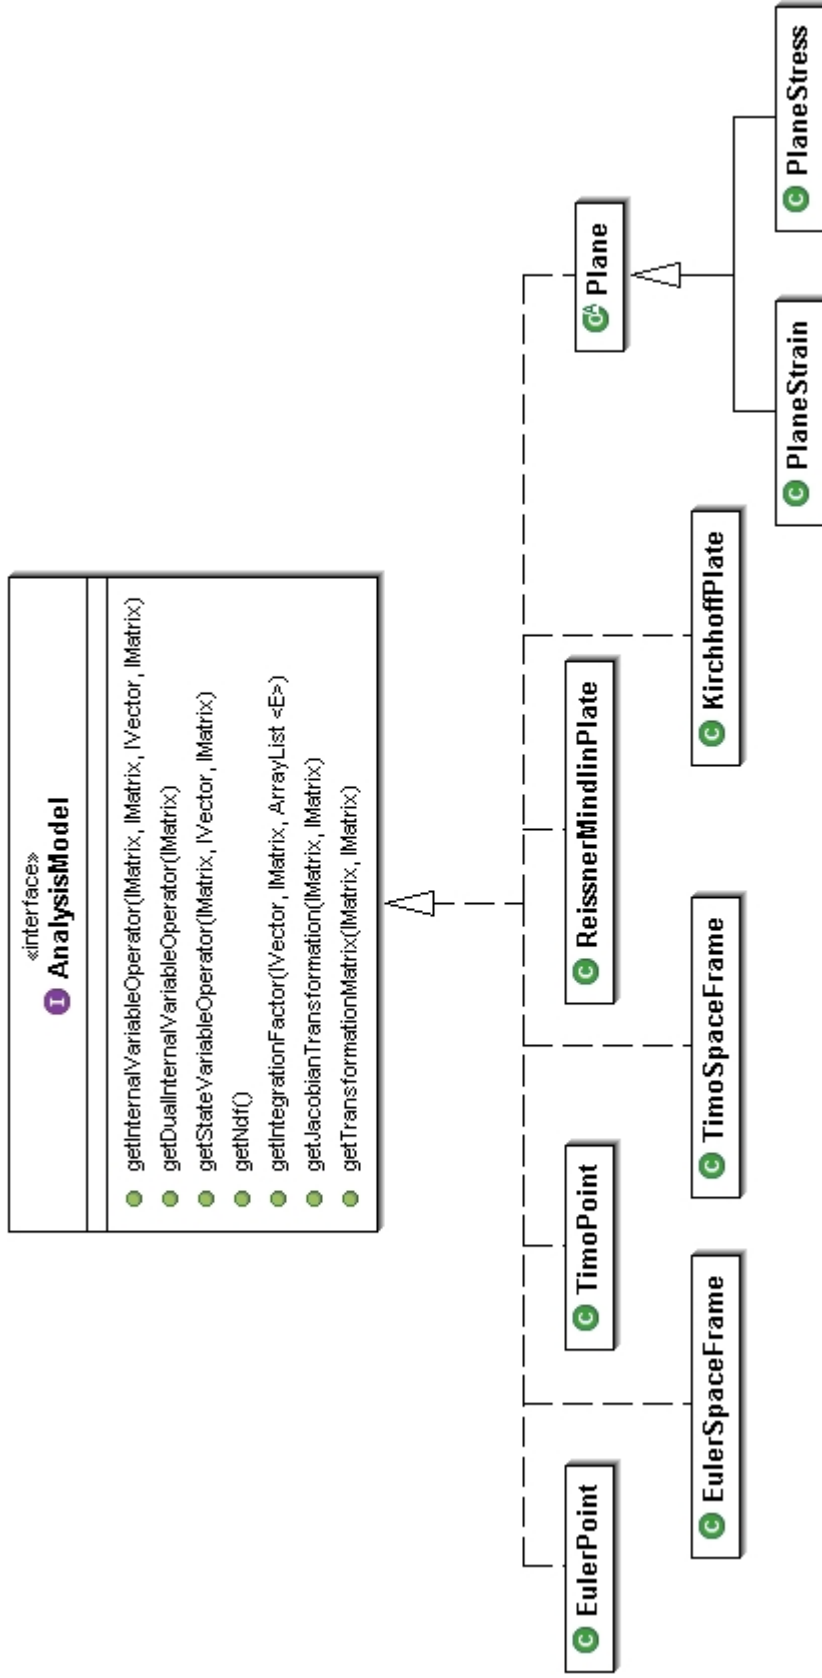 «interface»
I AnalysisModel
getInternalVariableOperator(IMatrix, IMatrix, IVector, IMatrix)
getDualInternalVariableOperator(IMatrix)
getStateVariableOperator(IMatrix, IVector, IMatrix)
getNdf()
getIntegrationFactor(IVector, IMatrix, ArrayList <E>)
getJacobianTransformation(IMatrix, IMatrix)
getTransformationMatrix(IMatrix, IMatrix)
C EulerPoint
C TimoPoint
C ReissnerMindlinPlate
C A Plane
C EulerSpaceFrame
C TimoSpaceFrame
C KirchhoffPlate
C PlaneStrain
C PlaneStress